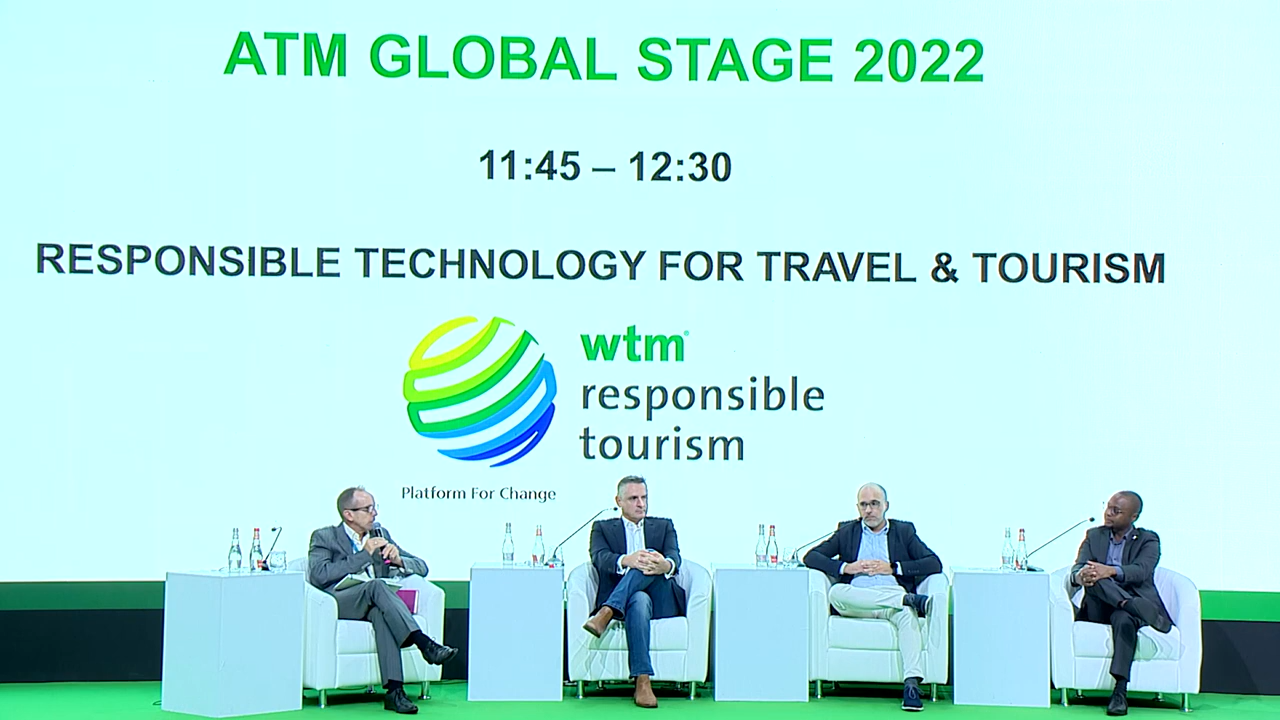 ATM GLOBAL STAGE 2022
11:45 – 12:30
RESPONSIBLE TECHNOLOGY FOR TRAVEL & TOURISM
wtm®
responsible
tourism
Platform For Change